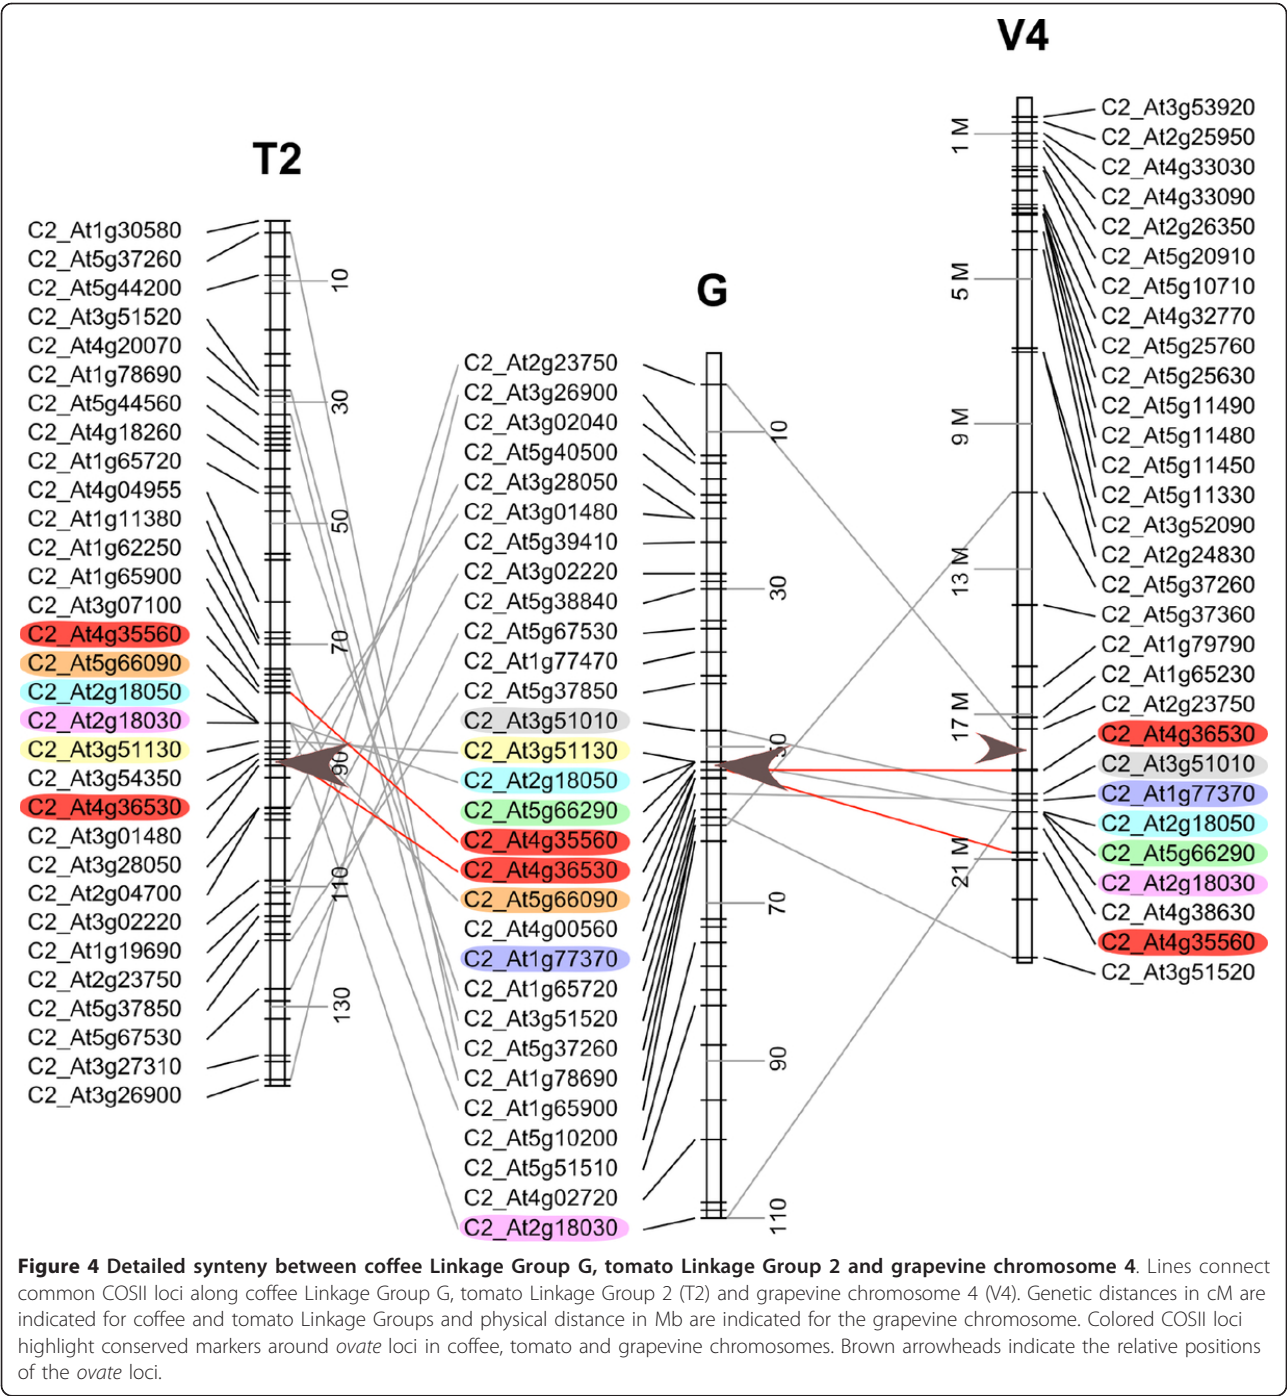 V4
T2
G
C2_At1g30580
C2_At5g37260
C2_At5g44200
C2_At3g51520
C2_At4g20070
C2_At1g78690
C2_At5g44560
C2_At4g18260
C2_At1g65720
C2_At4g04955
C2_At1g11380
C2_At1g62250
C2_At1g65900
C2_At3g07100
C2_At4g35560
C2_At5g66090
C2_At2g18050
C2_At2g18030
C2_At3g51130
C2_At3g54350
C2_At4g36530
C2_At3g01480
C2_At3g28050
C2_At2g04700
C2_At3g02220
C2_At1g19690
C2_At2g23750
C2_At5g37850
C2_At5g67530
C2_At3g27310
C2_At3g26900
10
30
50
70
90
110
130
C2_At2g23750
C2_At3g26900
C2_At3g02040
C2_At5g40500
C2_At3g28050
C2_At3g01480
C2_At5g39410
C2_At3g02220
C2_At5g38840
C2_At5g67530
C2_At1g77470
C2_At5g37850
C2_At3g51010
C2_At3g51130
C2_At2g18050
C2_At5g66290
C2_At4g35560
C2_At4g36530
C2_At5g66090
C2_At4g00560
C2_At1g77370
C2_At1g65720
C2_At3g51520
C2_At5g37260
C2_At1g78690
C2_At1g65900
C2_At5g10200
C2_At5g51510
C2_At4g02720
C2_At2g18030
10
30
50
70
90
110
1 M
5 M
9 M
13 M
17 M
21 M
C2_At3g53920
C2_At2g25950
C2_At4g33030
C2_At4g33090
C2_At2g26350
C2_At5g20910
C2_At5g10710
C2_At4g32770
C2_At5g25760
C2_At5g25630
C2_At5g11490
C2_At5g11480
C2_At5g11450
C2_At5g11330
C2_At3g52090
C2_At2g24830
C2_At5g37260
C2_At5g37360
C2_At1g79790
C2_At1g65230
C2_At2g23750
C2_At4g36530
C2_At3g51010
C2_At1g77370
C2_At2g18050
C2_At5g66290
C2_At2g18030
C2_At4g38630
C2_At4g35560
C2_At3g51520
Figure 4 Detailed synteny between coffee Linkage Group G, tomato Linkage Group 2 and grapevine chromosome 4. Lines connect
common COSII loci along coffee Linkage Group G, tomato Linkage Group 2 (T2) and grapevine chromosome 4 (V4). Genetic distances in cM are
indicated for coffee and tomato Linkage Groups and physical distance in Mb are indicated for the grapevine chromosome. Colored COSII loci
highlight conserved markers around ovate loci in coffee, tomato and grapevine chromosomes. Brown arrowheads indicate the relative positions
of the ovate loci.